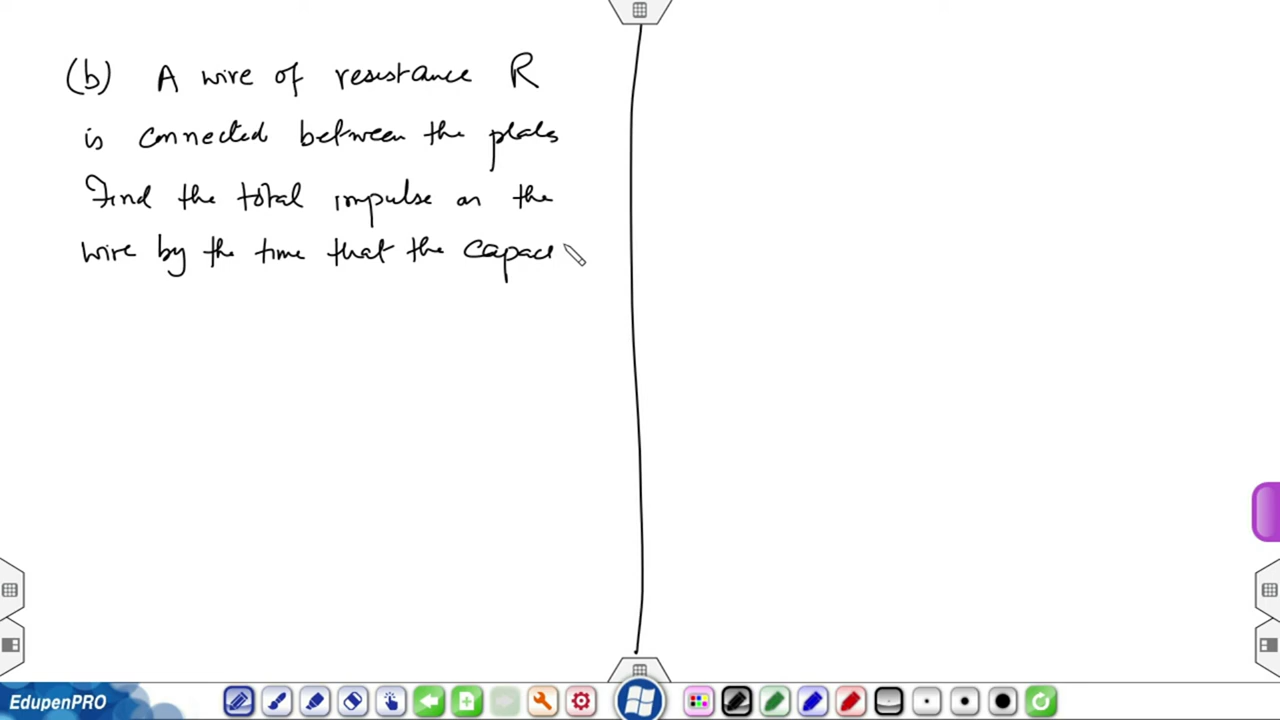 (b) A wire of resistance R
is connected between the plates
Find the total impulse on the
wire by the time that the capaci
EdupenPRO